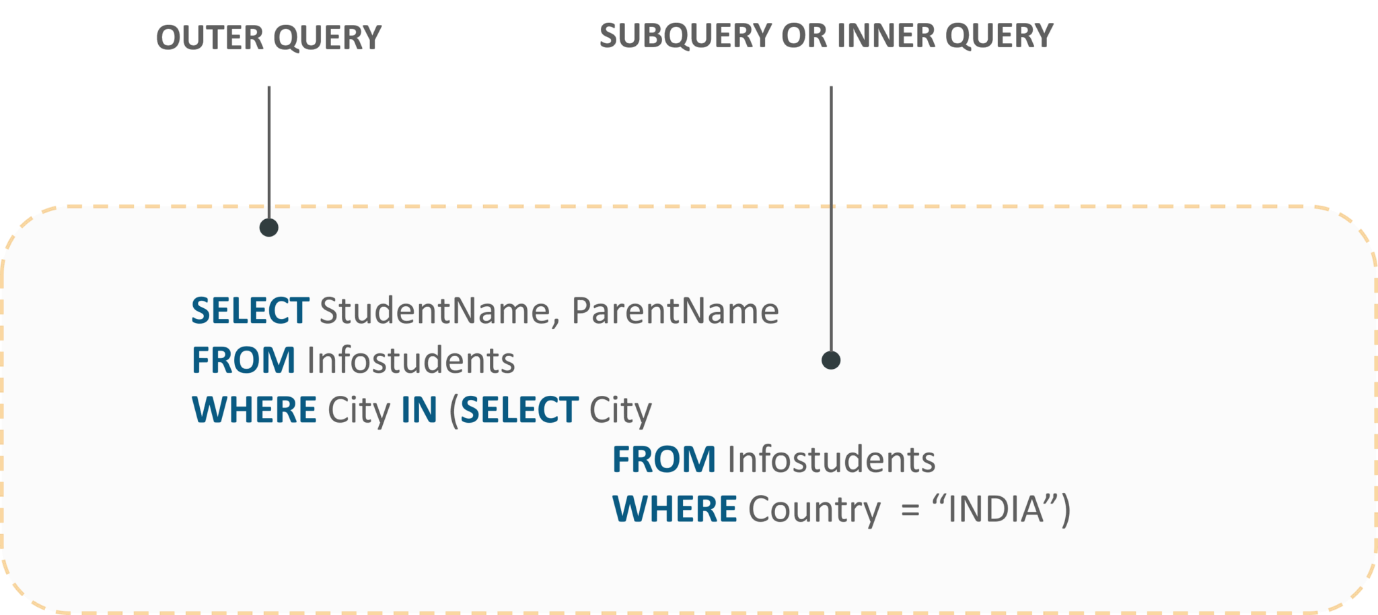 OUTER QUERY
SUBQUERY OR INNER QUERY
SELECT StudentName, ParentName
FROM Infostudents
WHERE City IN (SELECT City
FROM Infostudents
WHERE Country  = “INDIA”)